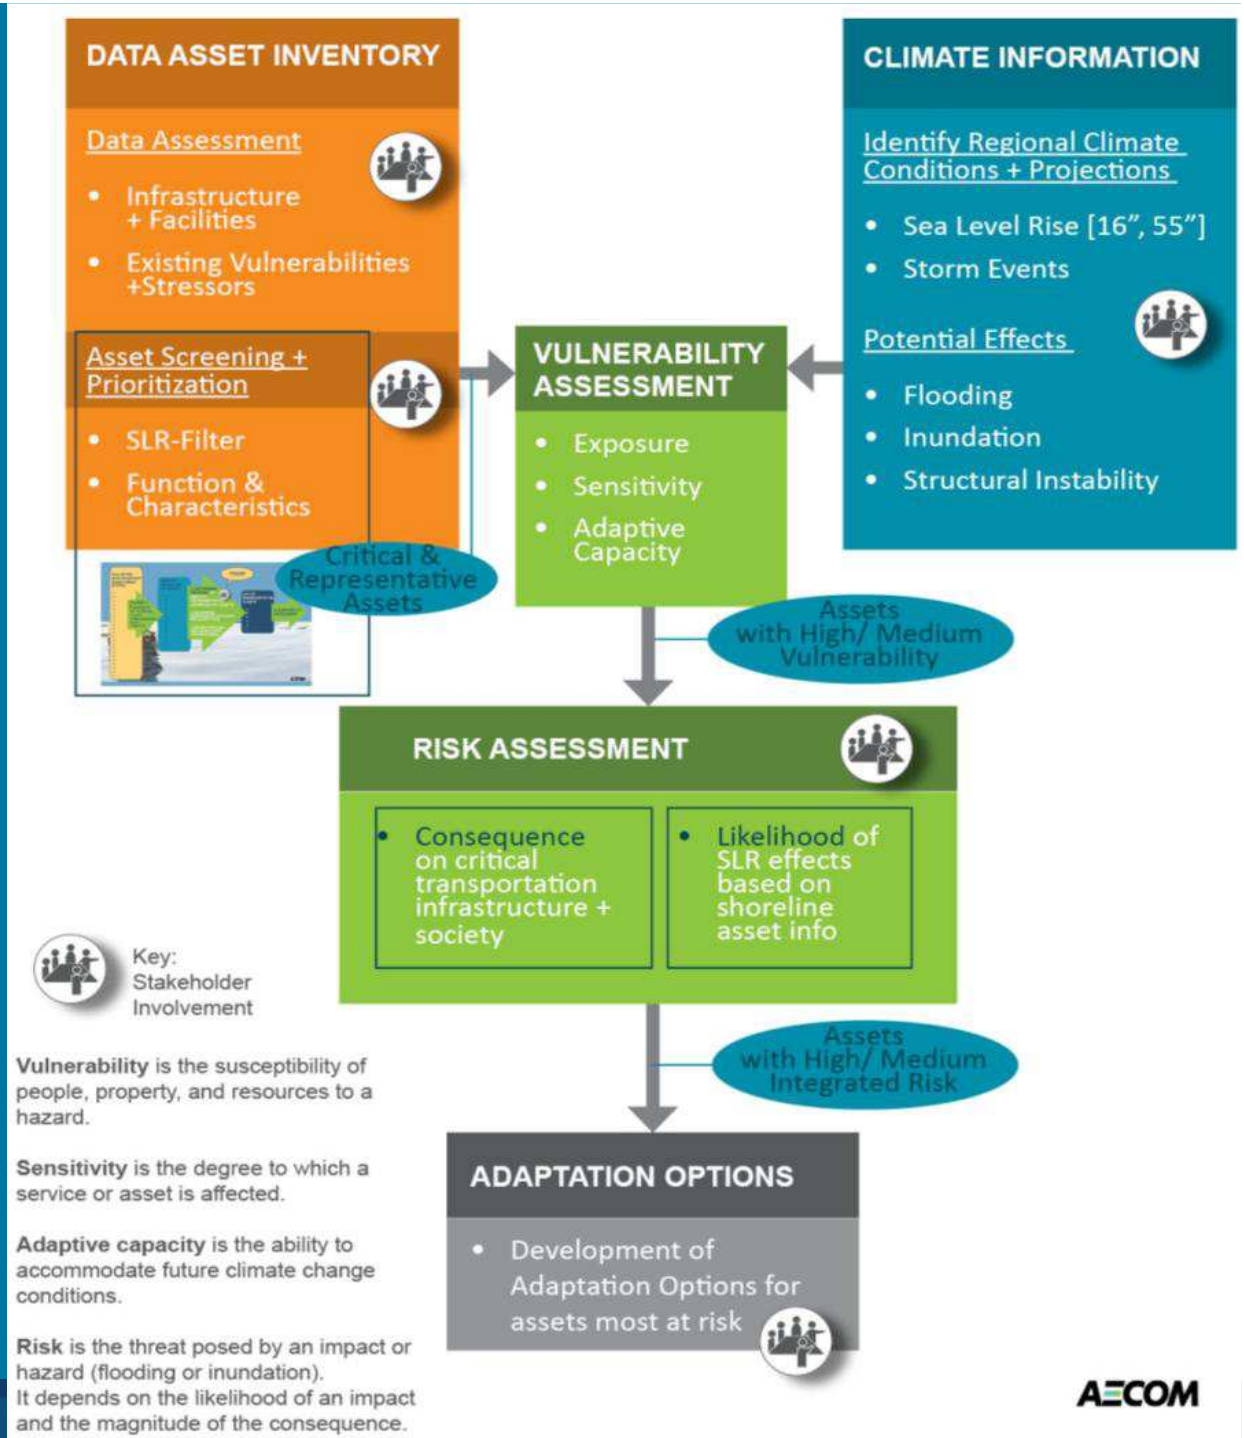 DATA ASSET INVENTORY
Data Assessment
• Infrastructure
+ Facilities
• Existing Vulnerabilities
+Stressors
Asset Screening +
Prioritization
• SLR-Filter
• Function &
Characteristics
Critical &
Representative
Assets
CLIMATE INFORMATION
Identify Regional Climate
Conditions + Projections
• Sea Level Rise [16”, 55”]
• Storm Events
Potential Effects
• Flooding
• Inundation
• Structural Instability
VULNERABILITY
ASSESSMENT
• Exposure
• Sensitivity
• Adaptive
Capacity
Assets
with High/ Medium
Vulnerability
RISK ASSESSMENT
• Consequence
on critical
transportation
infrastructure +
society
• Likelihood of
SLR effects
based on
shoreline
asset info
Assets
with High/ Medium
Integrated Risk
ADAPTATION OPTIONS
• Development of
Adaptation Options for
assets most at risk
Key:
Stakeholder
Involvement
Vulnerability is the susceptibility of
people, property, and resources to a
hazard.
Sensitivity is the degree to which a
service or asset is affected.
Adaptive capacity is the ability to
accommodate future climate change
conditions.
Risk is the threat posed by an impact or
hazard (flooding or inundation).
It depends on the likelihood of an impact
and the magnitude of the consequence.
AECOM